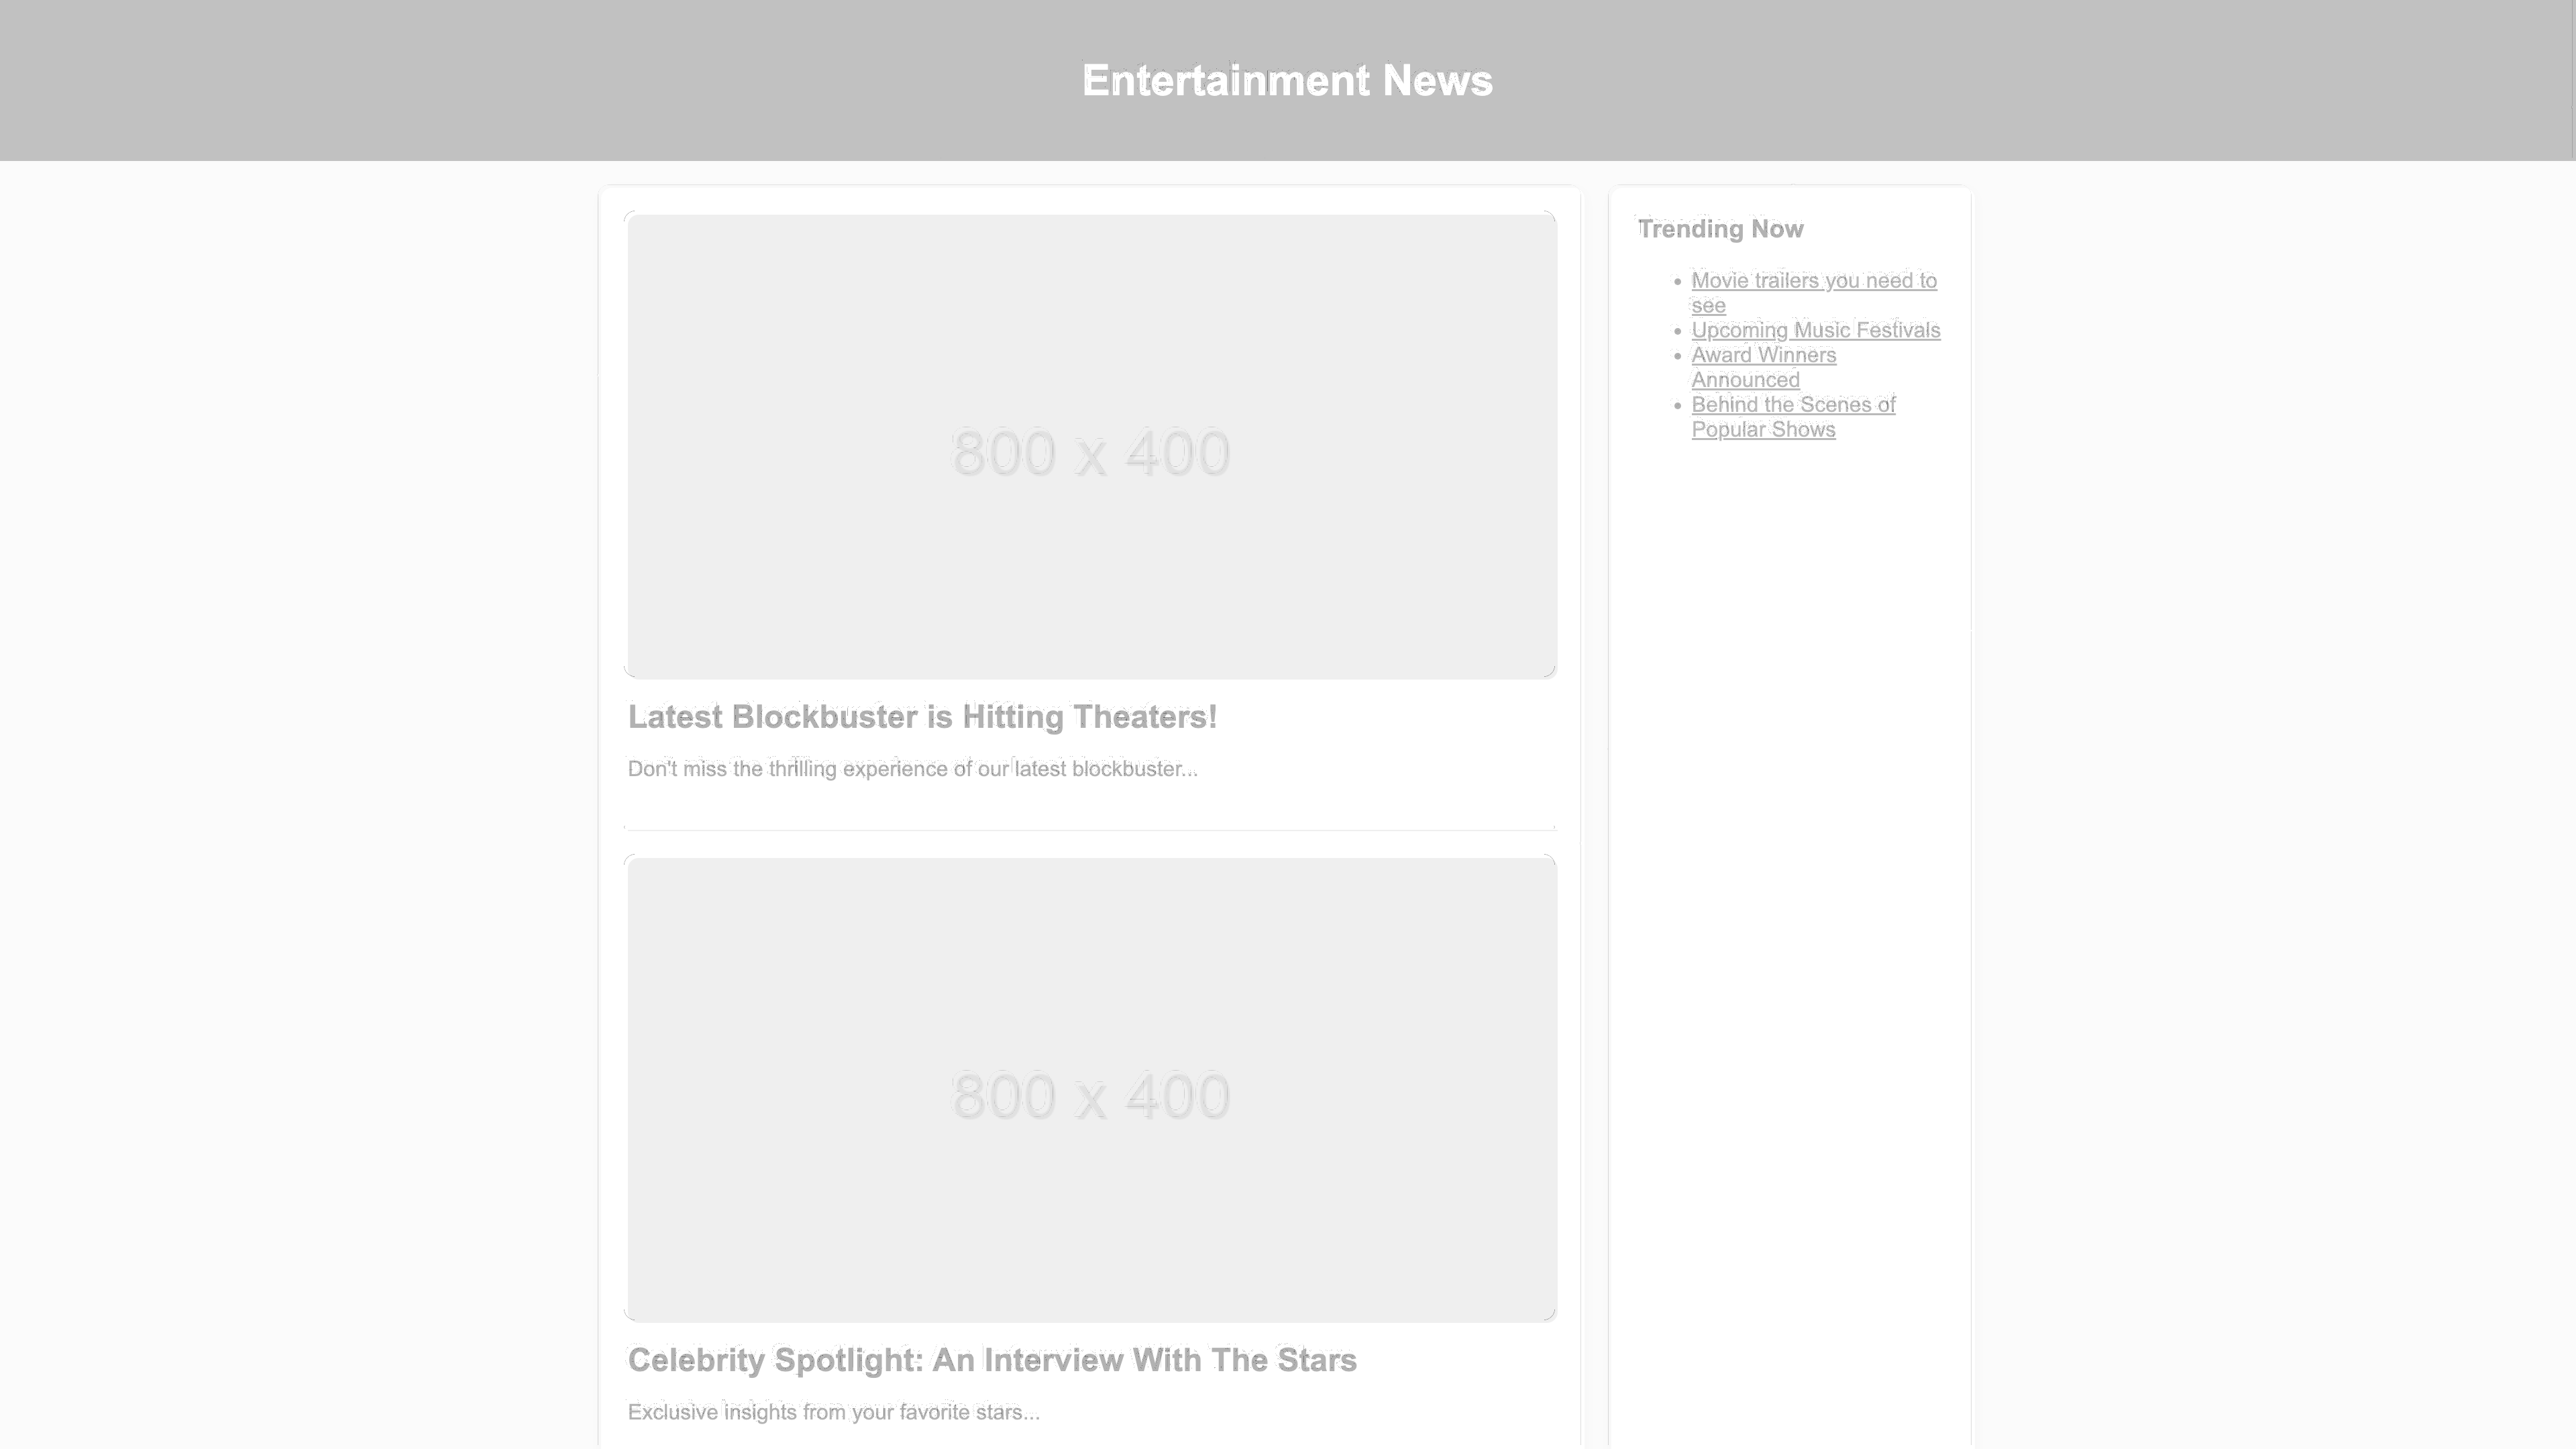 Entertainment News
800 x 400
Latest Blockbuster is Hitting Theaters!
Don't miss the thrilling experience of our latest blockbuster...
800 x 400
Celebrity Spotlight: An Interview With The Stars
Exclusive insights from your favorite stars...
Trending Now
Movie trailers you need to
see
Upcoming Music Festivals
Award Winners
Announced
Behind the Scenes of
Popular Shows